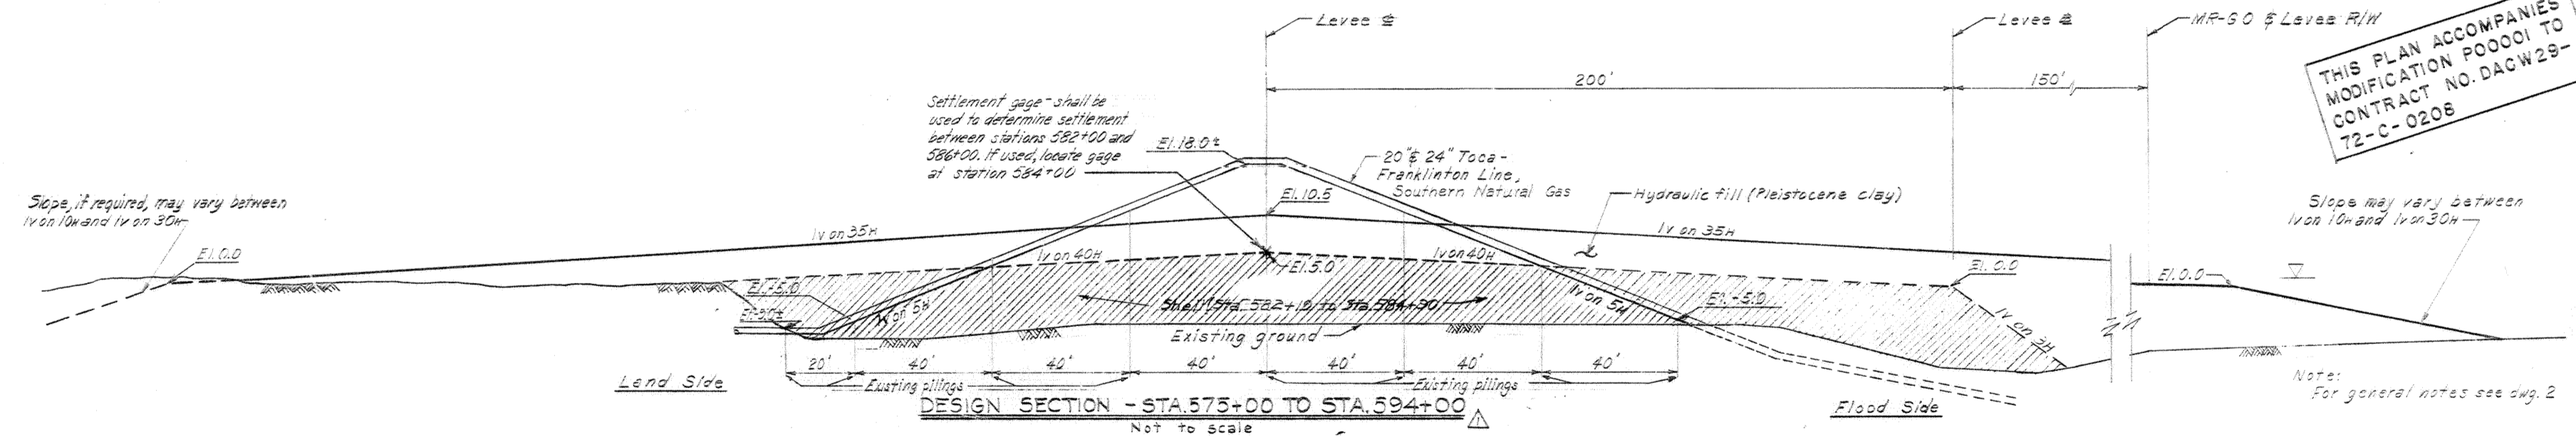 Levee ℄
Levee ℄
MR-GO ℄ Levee R/W
THIS PLAN ACCOMPANIES
MODIFICATION P00001 TO
CONTRACT NO. DACW29-
72-C-0208
200'
150'
Settlement gage - shall be
used to determine settlement
between stations 582+00 and
586+00. If used, locate gage
at station 584+00
El.18.0±
20" & 24" Toca-
Franklinton Line,
Southern Natural Gas
Hydraulic fill (Pleistocene clay)
El.10.5
Slope, if required, may vary between
1v on 10H and 1v on 30H
Slope may vary between
1v on 10H and 1v on 30H
El.0.0
1v on 35H
1v on 35H
1v on 40H
1v on 40H
+El.5.0
El. 0.0
El.0.0
El.-5.0
El.-5.0
1v on 5H
1v on 5H
1v on 3H
Shell Sta. 582+10 to Sta. 584+30
Existing ground
20'
40'
40'
40'
40'
40'
40'
Existing pilings
Existing pilings
Land Side
Flood Side
DESIGN SECTION - STA.575+00 TO STA.594+00
1
Not to scale
Note:
For general notes see dwg. 2